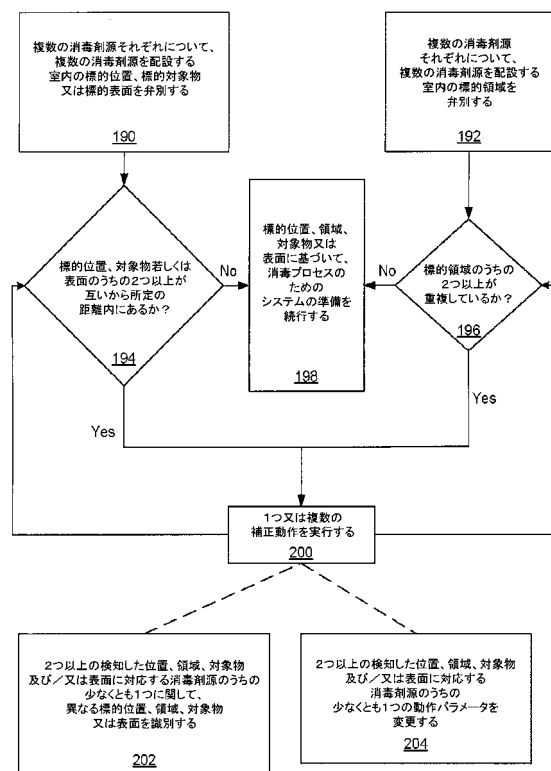 複数の消毒剤源それぞれについて、
複数の消毒剤源を配設する
室内の標的位置、標的対象物
又は標的表面を弁別する
190
複数の消毒剤源
それぞれについて、
複数の消毒剤源を配設する
室内の標的領域を
弁別する
192
標的位置、対象物若しくは
表面のうちの2つ以上が
互いから所定の
距離内にあるか?
194
No
標的位置、領域、
対象物又は
表面に基づいて、
消毒プロセスの
ための
システムの準備を
続行する
198
No
標的領域のうちの
2つ以上が
重複しているか?
196
Yes
Yes
1つ又は複数の
補正動作を実行する
200
2つ以上の検知した位置、領域、対象物
及び/又は表面に対応する消毒剤源のうちの
少なくとも1つに関して、
異なる標的位置、領域、対象物
又は表面を識別する
202
2つ以上の検知した位置、領域、対象物
及び/又は表面に対応する
消毒剤源のうちの
少なくとも1つの動作パラメータを
変更する
204